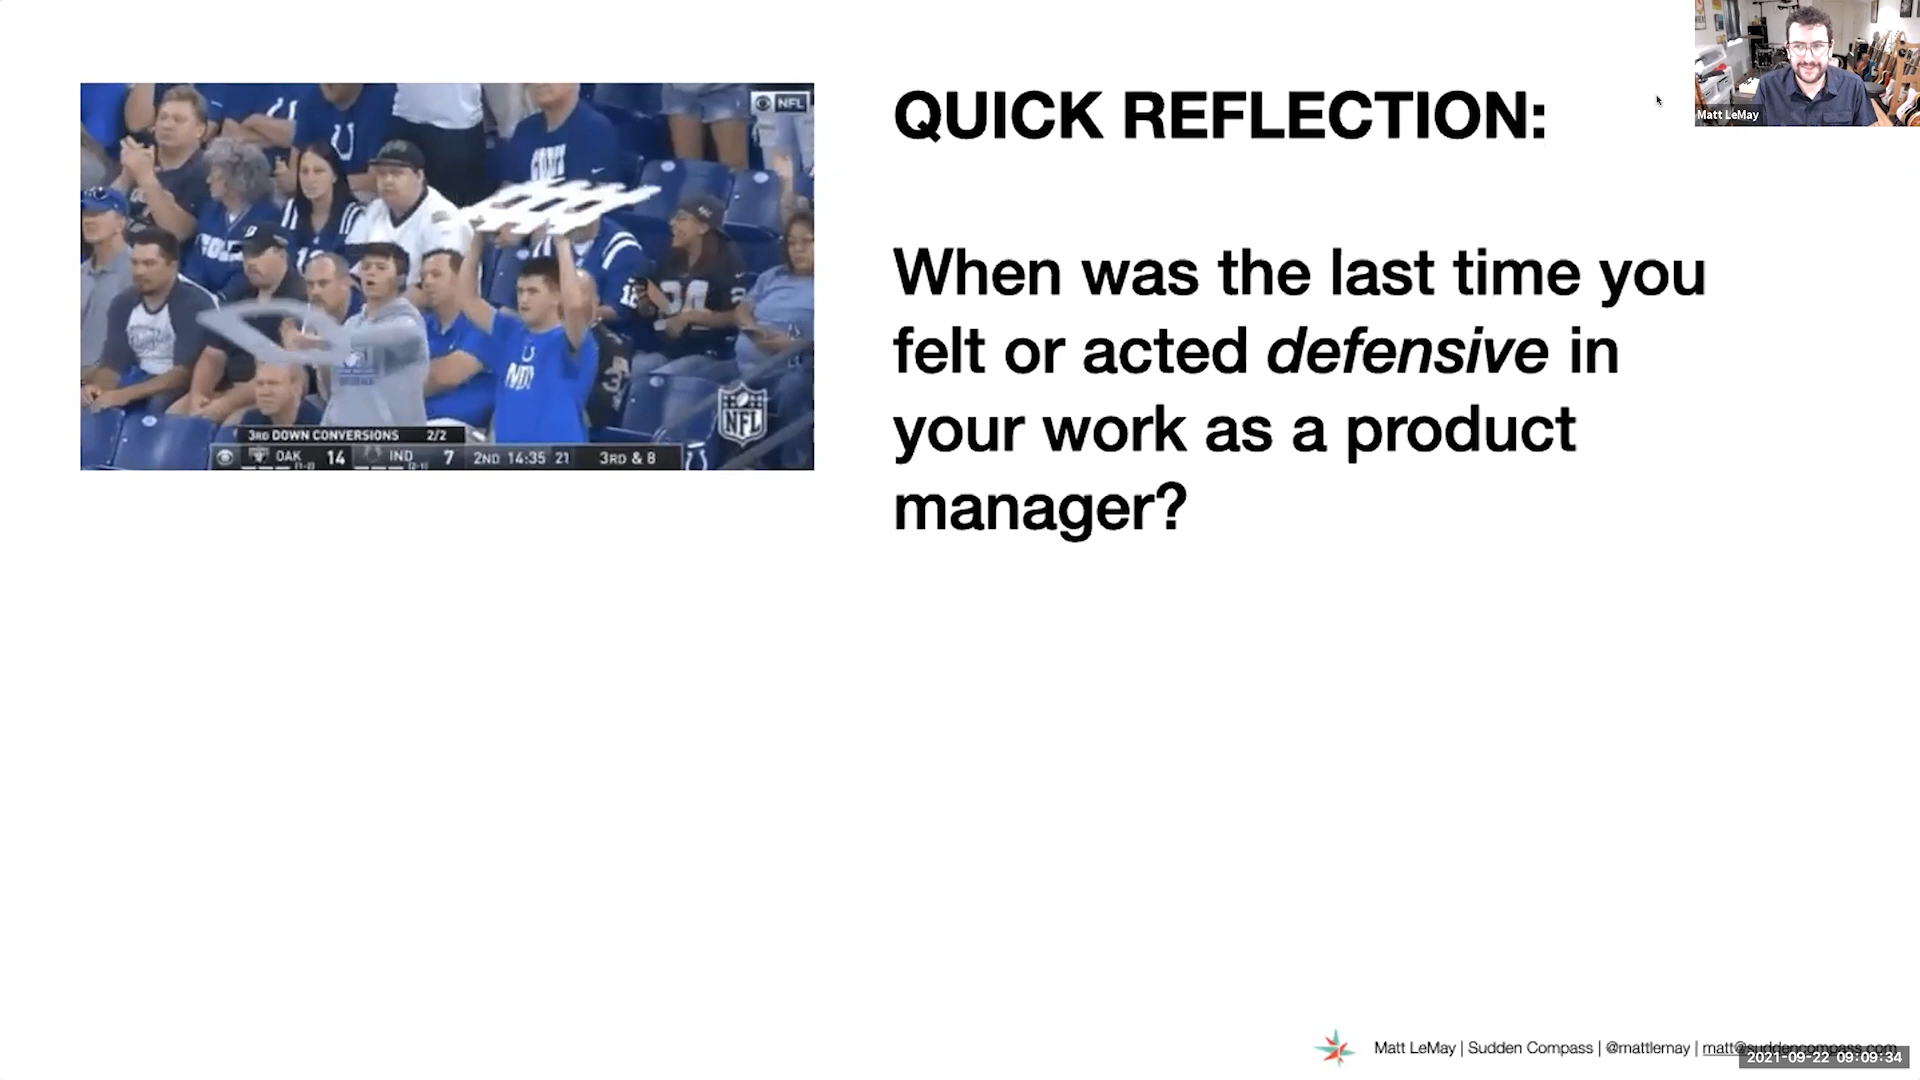 QUICK REFLECTION:
When was the last time you
felt or acted defensive in
your work as a product
manager?
Matt LeMay
NFL
NFL
3RD DOWN CONVERSIONS 2/2
OAK 14 IND 7 2ND 14:35 21 3RD & 8
Matt LeMay | Sudden Compass | @mattlemay | matt@suddencompass.com
2021-09-22 09:09:34